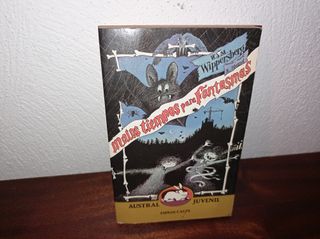 W.J.M.
Wippersberg
malos tiempos para fantasmas
AUSTRAL JUVENIL
ESPASA-CALPE